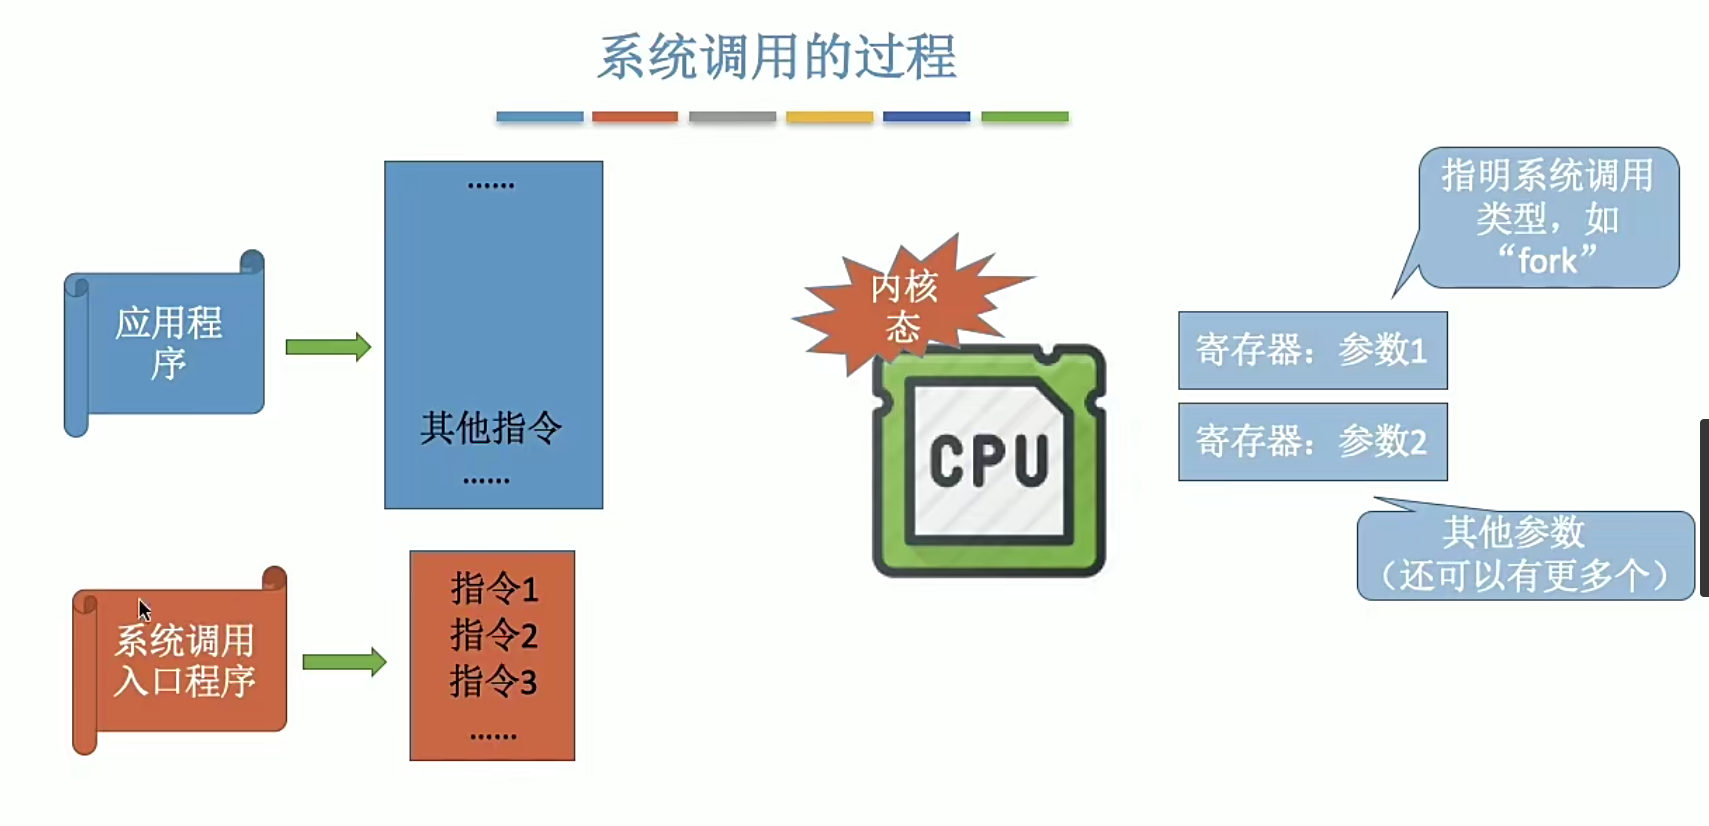 系统调用的过程
......
其他指令
......
应用程
序
系统调用
入口程序
指令1
指令2
指令3
......
内核
态
CPU
指明系统调用
类型，如
“fork”
寄存器：参数1
寄存器：参数2
其他参数
（还可以有更多个）